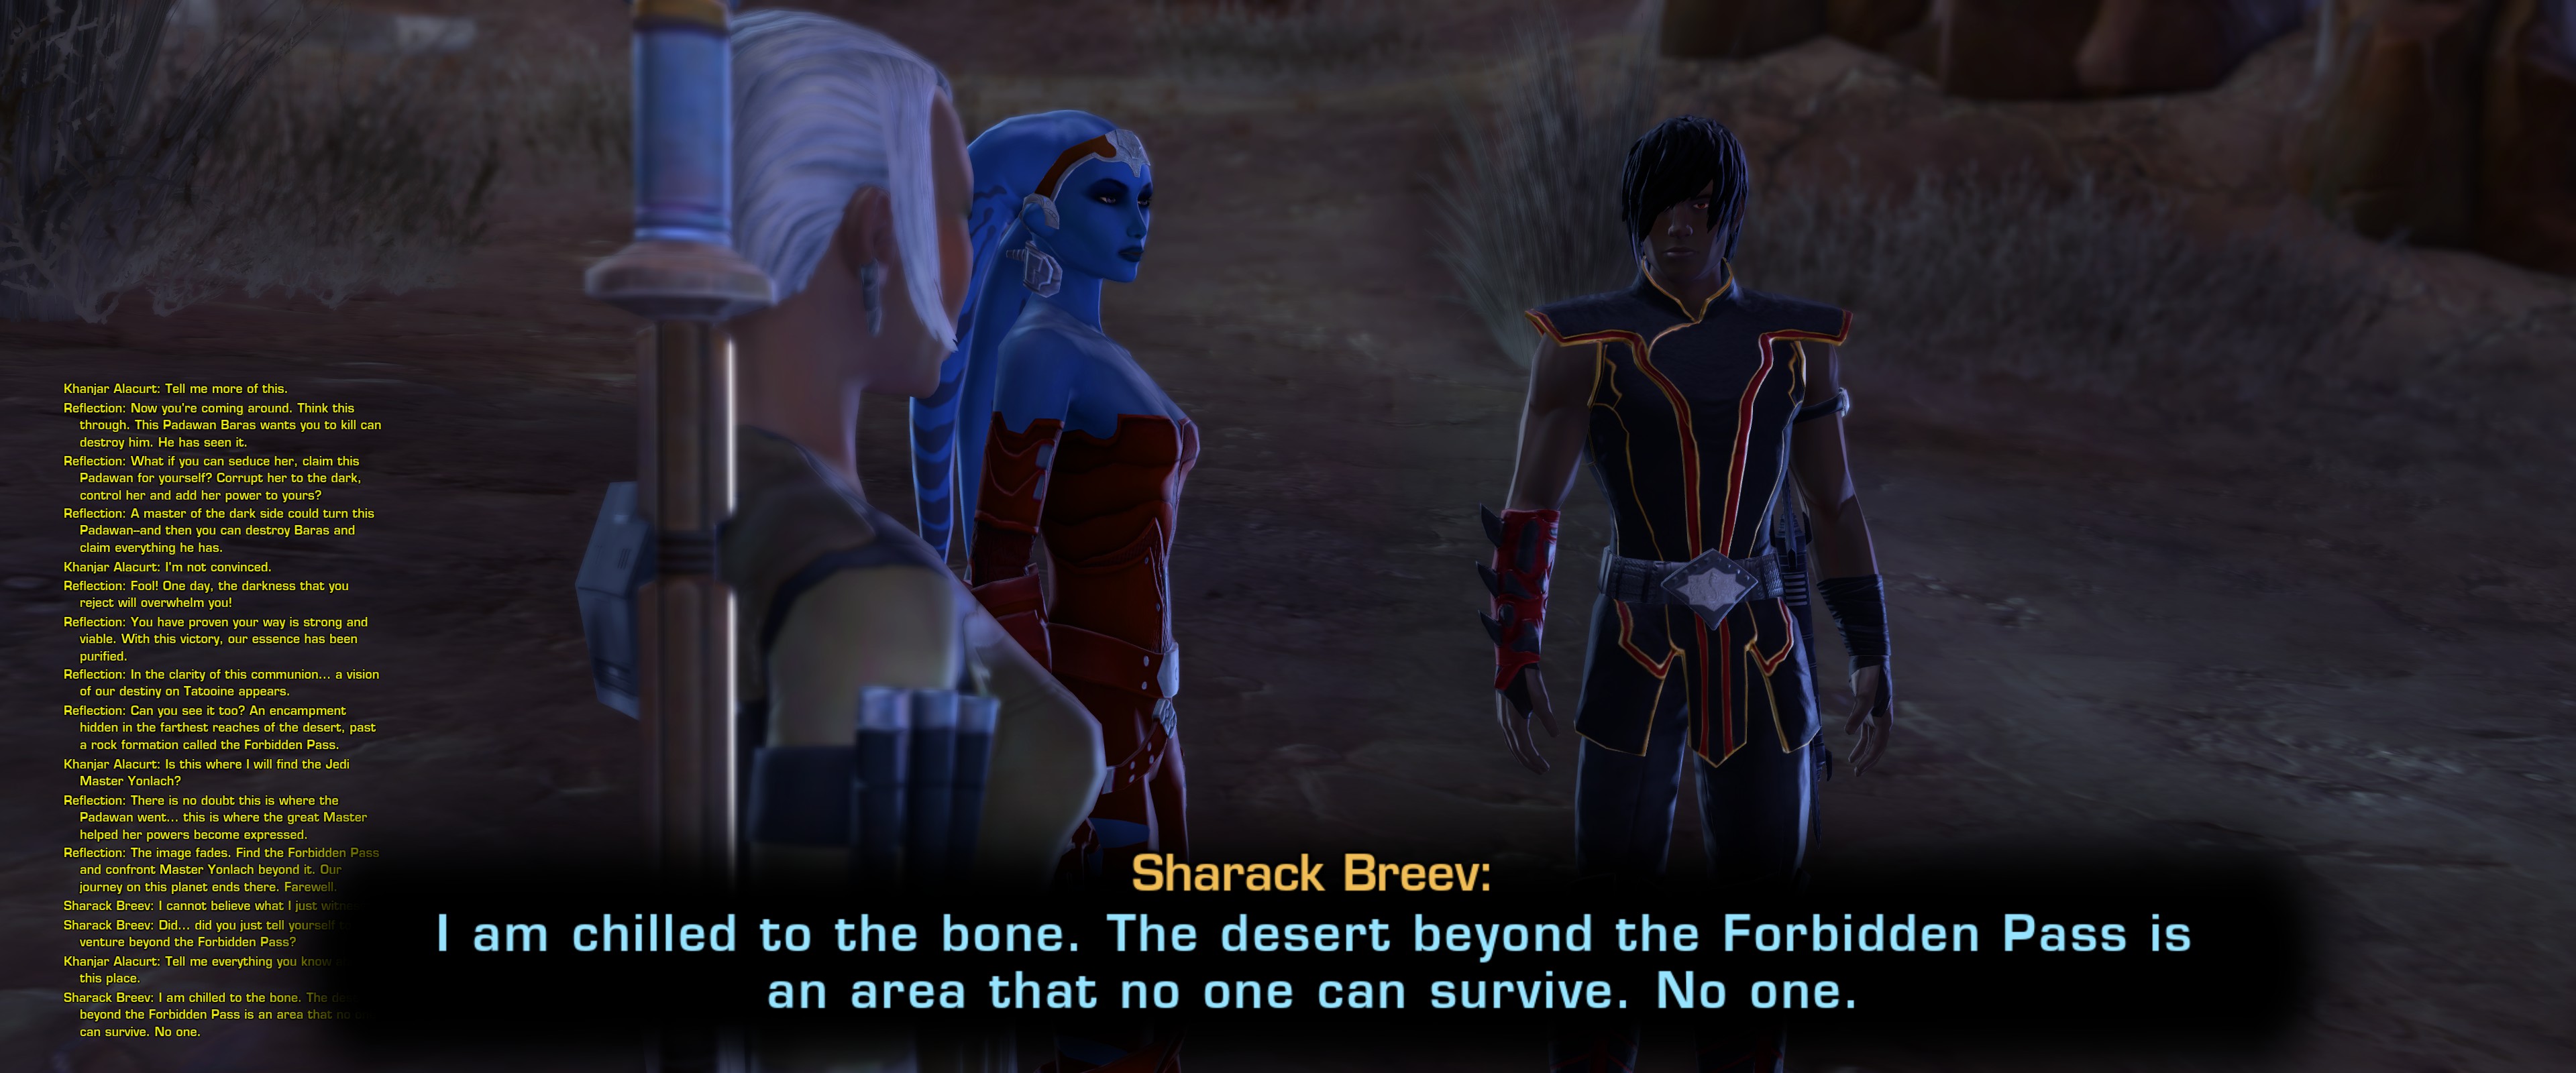 Khanjar Alacurt: Tell me more of this.
Reflection: Now you're coming around. Think this
through. This Padawan Baras wants you to kill can
destroy him. He has seen it.
Reflection: What if you can seduce her, claim this
Padawan for yourself? Corrupt her to the dark,
control her and add her power to yours?
Reflection: A master of the dark side could turn this
Padawan--and then you can destroy Baras and
claim everything he has.
Khanjar Alacurt: I'm not convinced.
Reflection: Fool! One day, the darkness that you
reject will overwhelm you!
Reflection: You have proven your way is strong and
viable. With this victory, our essence has been
purified.
Reflection: In the clarity of this communion... a vision
of our destiny on Tatooine appears.
Reflection: Can you see it too? An encampment
hidden in the farthest reaches of the desert, past
a rock formation called the Forbidden Pass.
Khanjar Alacurt: Is this where I will find the Jedi
Master Yonlach?
Reflection: There is no doubt this is where the
Padawan went... this is where the great Master
helped her powers become expressed.
Reflection: The image fades. Find the Forbidden Pass
and confront Master Yonlach beyond it. Our
journey on this planet ends there. Farewell.
Sharack Breev: I cannot believe what I just
Sharack Breev: Did... did you just tell yourself
venture beyond the Forbidden Pass?
Khanjar Alacurt: Tell me everything you know
this place.
Sharack Breev: I am chilled to the bone. The
beyond the Forbidden Pass is an area that no
can survive. No one.
Sharack Breev:
I am chilled to the bone. The desert beyond the Forbidden Pass is
an area that no one can survive. No one.